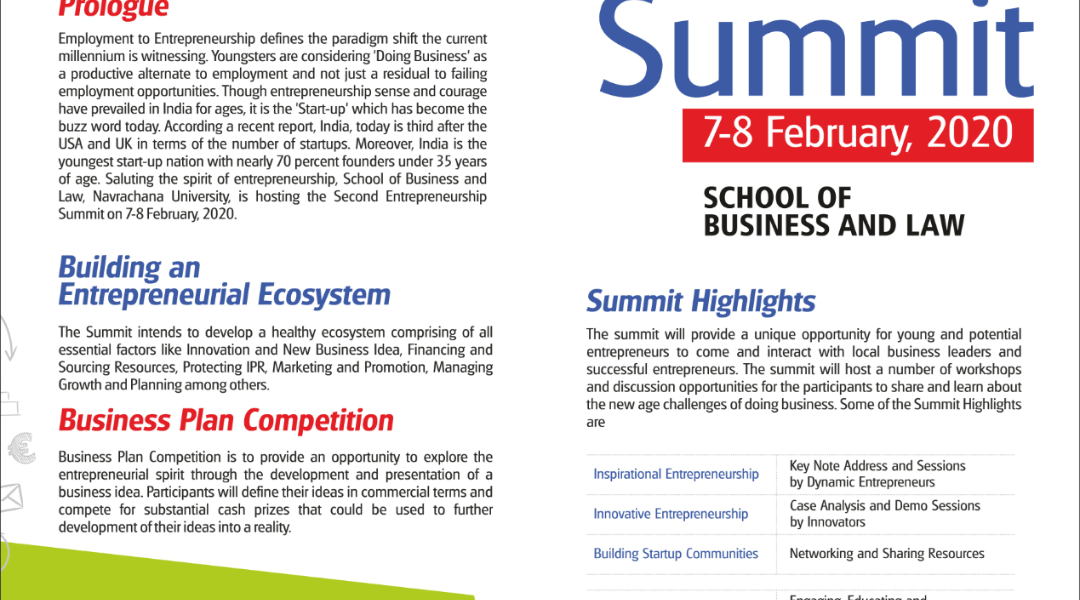 Prologue
Employment to Entrepreneurship defines the paradigm shift the current
millennium is witnessing. Youngsters are considering 'Doing Business' as
a productive alternate to employment and not just a residual to failing
employment opportunities. Though entrepreneurship sense and courage
have prevailed in India for ages, it is the 'Start-up' which has become the
buzz word today. According a recent report, India, today is third after the
USA and UK in terms of the number of startups. Moreover, India is the
youngest start-up nation with nearly 70 percent founders under 35 years
of age. Saluting the spirit of entrepreneurship, School of Business and
Law, Navrachana University, is hosting the Second Entrepreneurship
Summit on 7-8 February, 2020.
Building an
Entrepreneurial Ecosystem
The Summit intends to develop a healthy ecosystem comprising of all
essential factors like Innovation and New Business Idea, Financing and
Sourcing Resources, Protecting IPR, Marketing and Promotion, Managing
Growth and Planning among others.
Business Plan Competition
Business Plan Competition is to provide an opportunity to explore the
entrepreneurial spirit through the development and presentation of a
business idea. Participants will define their ideas in commercial terms and
compete for substantial cash prizes that could be used to further
development of their ideas into a reality.
Summit
7-8 February, 2020
SCHOOL OF
BUSINESS AND LAW
Summit Highlights
The summit will provide a unique opportunity for young and potential
entrepreneurs to come and interact with local business leaders and
successful entrepreneurs. The summit will host a number of workshops
and discussion opportunities for the participants to share and learn about
the new age challenges of doing business. Some of the Summit Highlights
are
Inspirational Entrepreneurship
Key Note Address and Sessions
by Dynamic Entrepreneurs
Innovative Entrepreneurship
Case Analysis and Demo Sessions
by Innovators
Building Startup Communities
Networking and Sharing Resources
Engaging, Educating and